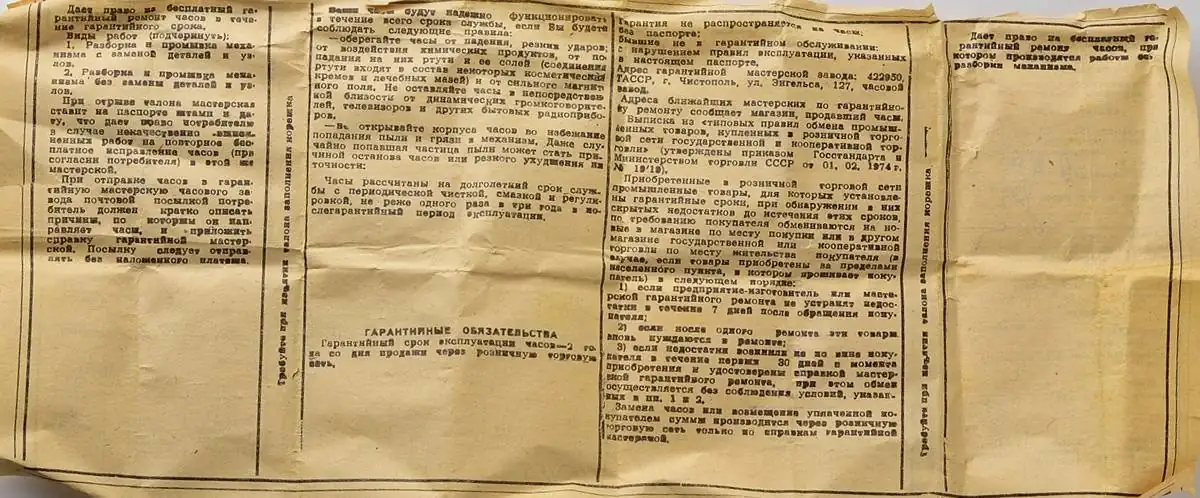 Дает право на бесплатный га-
рантийный ремонт часов в тече-
ние гарантийного срока.
Виды работ (подчернуть):
1. Разборка и промывка меха-
низма с заменой деталей и уз-
лов.
2. Разборка и промывка меха-
низма без замены деталей и уз-
лов.
При отрыве талона мастерская
ставит на паспорте штамп и да-
ту, что дает право потребителю
в случае некачественно
ненных работ на повторное бес-
платное исправление часов (при
согласии потребителя) в этой же
мастерской.
При отправке часов в гаран-
тийную мастерскую часового за-
вода почтовой посылкой потре-
битель должен кратко описать
причины, по которым он нап-
равляет часы, и приложить
справку гарантийной мастер-
ской. Посылку следует отправ-
лять без наложенного платежа.
Требуйте при изъятии талона заполнения корешка
часы будут надежно функционировать
в течение всего срока службы, если Вы будете
соблюдать следующие правила:
—оберегайте часы от падения, резких ударов,
от воздействия химических продуктов, от по-
падания на них ртути и ее солей (соединения
ртути входят в состав некоторых косметических
кремов и лечебных мазей) и от сильного магнит-
ного поля. Не оставляйте часы в непосредствен-
ной близости от динамических громкоговорите-
лей, телевизоров и других бытовых радиоприбо-
ров.
—Не открывайте корпуса часов во избежание
попадания пыли и грязи в механизм. Даже слу-
чайно попавшая частица пыли может стать при-
чиной останова часов или резкого ухудшения их
точности:
Часы рассчитаны на долголетний срок служ-
бы с периодической чисткой, смазкой и регули-
ровкой, не реже одного раза в три года в по-
слегарантийный период эксплуатации.
ГАРАНТИЙНЫЕ ОБЯЗАТЕЛЬСТВА
Гарантийный срок эксплуатации часов—2 го-
да со дня продажи через розничную торговую
сеть.
Гарантия не распространяется на часы:
без паспорта;
бывшие не в гарантийном обслуживании:
с нарушением правил эксплуатации, указанных
в настоящем паспорте.
Адрес гарантийной мастерской завода: 422950,
ТАССР, г. Чистополь, ул. Энгельса, 127, часовой
завод.
Адреса ближайших мастерских по гарантийно-
му ремонту сообщает магазин, продавший часы.
Выписка из «типовых правил обмена промыш-
ленных товаров, купленных в розничной торго-
вой сети государственной и кооперативной тор-
говли» (утверждены приказом Госстандарта и
Министерством торговли СССР от 01. 02. 1974 г.
№ 19/19).
Приобретенные в розничной торговой сети
промышленные товары, для которых установле-
ны гарантийные сроки, при обнаружении в них
скрытых недостатков до истечения этих сроков,
по требованию покупателя обмениваются на но-
вые в магазине по месту покупки или в другом
магазине государственной или кооперативной
торговли по месту жительства покупателя (в
случае, если товары приобретены за пределами
населенного пункта, в котором проживает поку-
патель) в следующем порядке:
1) если предприятие-изготовитель или масте-
рской гарантийного ремонта не устранят недос-
татки в течение 7 дней после обращения поку-
пателя;
2) если после одного ремонта эти товары
вновь нуждаются в ремонте;
3) если недостатки возникли не по вине поку-
пателя в течение первых 30 дней с момента
приобретения и удостоверены справкой мастер-
ской гарантийного ремонта, при этом обмен
осуществляется без соблюдения условий, указан-
ных в пп. 1 и 2.
Замена часов или возмещение уплаченной по-
купателем суммы производится через розничную
торговую сеть только по справкам гарантийной
мастерской.
Требуйте при изъятии талона заполнения корешка
Дает право на бесплатный га-
рантийный ремонт часов, при
котором производятся работы без
разборки механизма.